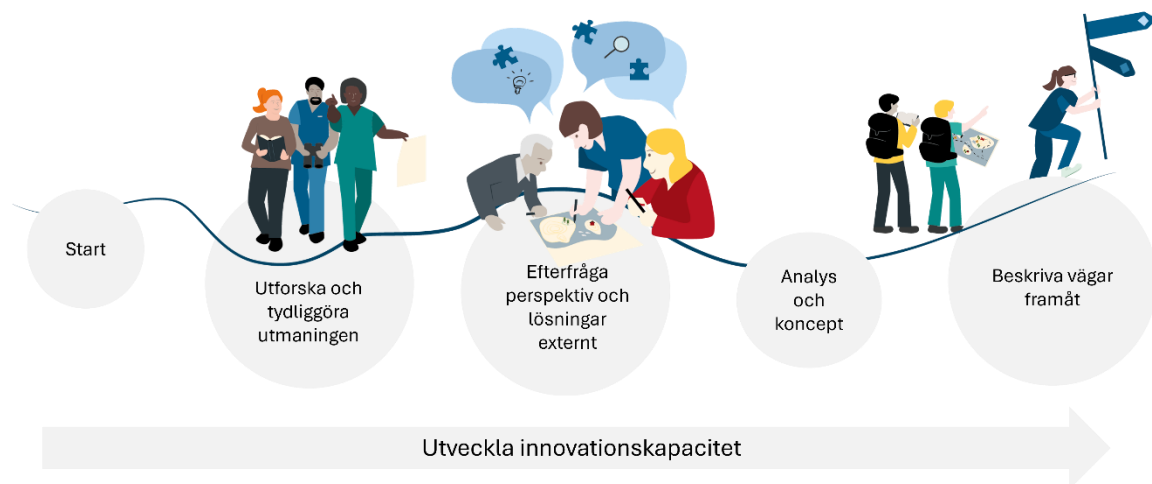 Start
Utforska och
tydliggöra
utmaningen
Efterfråga
perspektiv och
lösningar
externt
Analys
och
koncept
Beskriva vägar
framåt
Utveckla innovationskapacitet